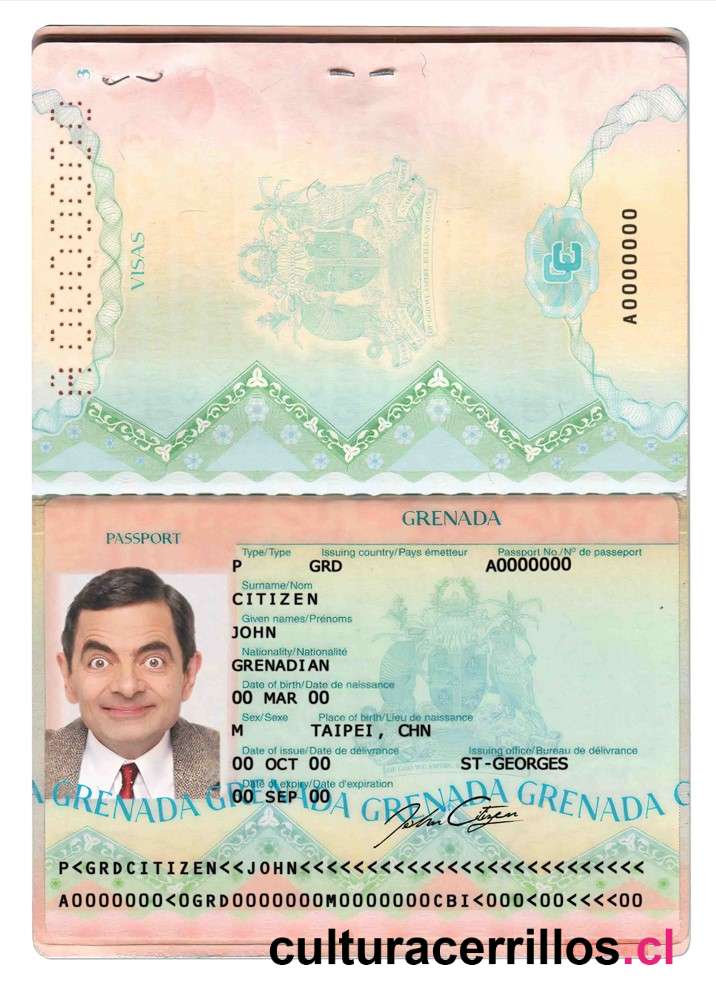 3
A0000000
VISAS
A0000000
GRENADA
PASSPORT
Type/Type Issuing country/Pays émetteur Passport No./Nº de passeport
P GRD A0000000
Surname/Nom
CITIZEN
Given names/Prénoms
JOHN
Nationality/Nationalité
GRENADIAN
Date of birth/Date de naissance
00 MAR 00
Sex/Sexe Place of birth/Lieu de naissance
M TAIPEI, CHN
Date of issue/Date de délivrance Issuing office/Bureau de délivrance
00 OCT 00 ST-GEORGES
Date of expiry/Date d'expiration
00 SEP 00
GRENADA GRENADA GRENADA GRENADA G
John Citizen
P<GRDCITIZEN<<JOHN<<<<<<<<<<<<<<<<<<<<<<<<<<
A0000000<0GRD0000000M0000000CBI<000<00<<<<00
culturacerrillos.cl